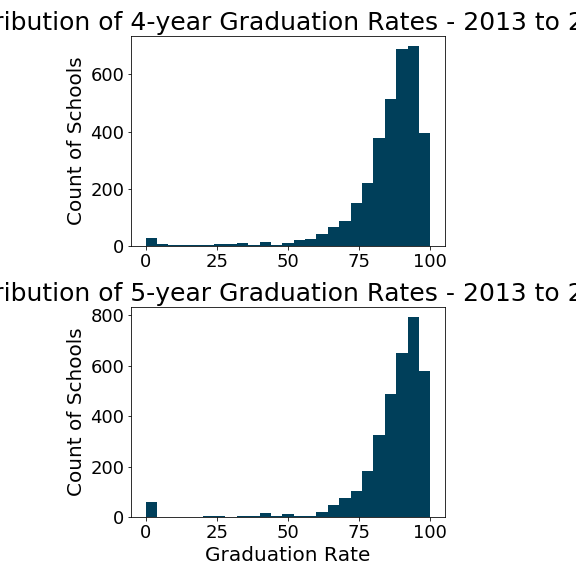 ribution of 4-year Graduation Rates - 2013 to 2
Count of Schools
600
400
200
0
0 25 50 75 100
ribution of 5-year Graduation Rates - 2013 to 2
Count of Schools
800
600
400
200
0
0 25 50 75 100
Graduation Rate